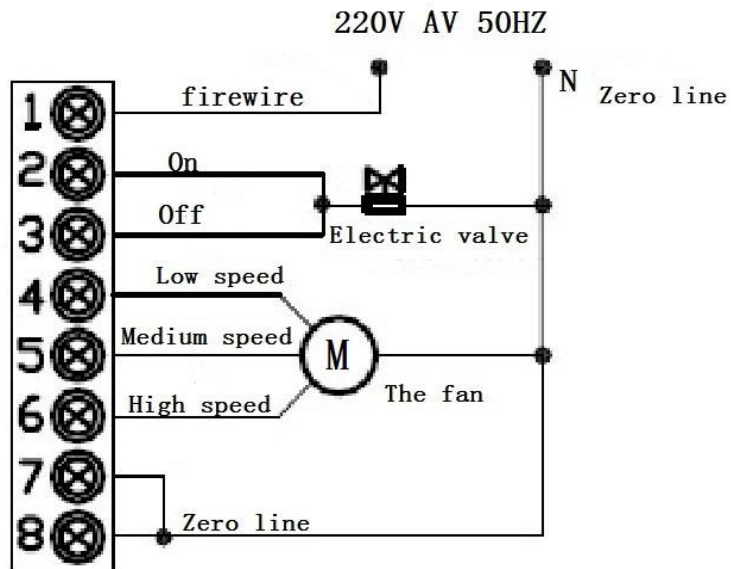 220V AV 50HZ
N
Zero line
1
firewire
2
On
3
Off
Electric valve
4
Low speed
5
Medium speed
M
6
High speed
The fan
7
8
Zero line